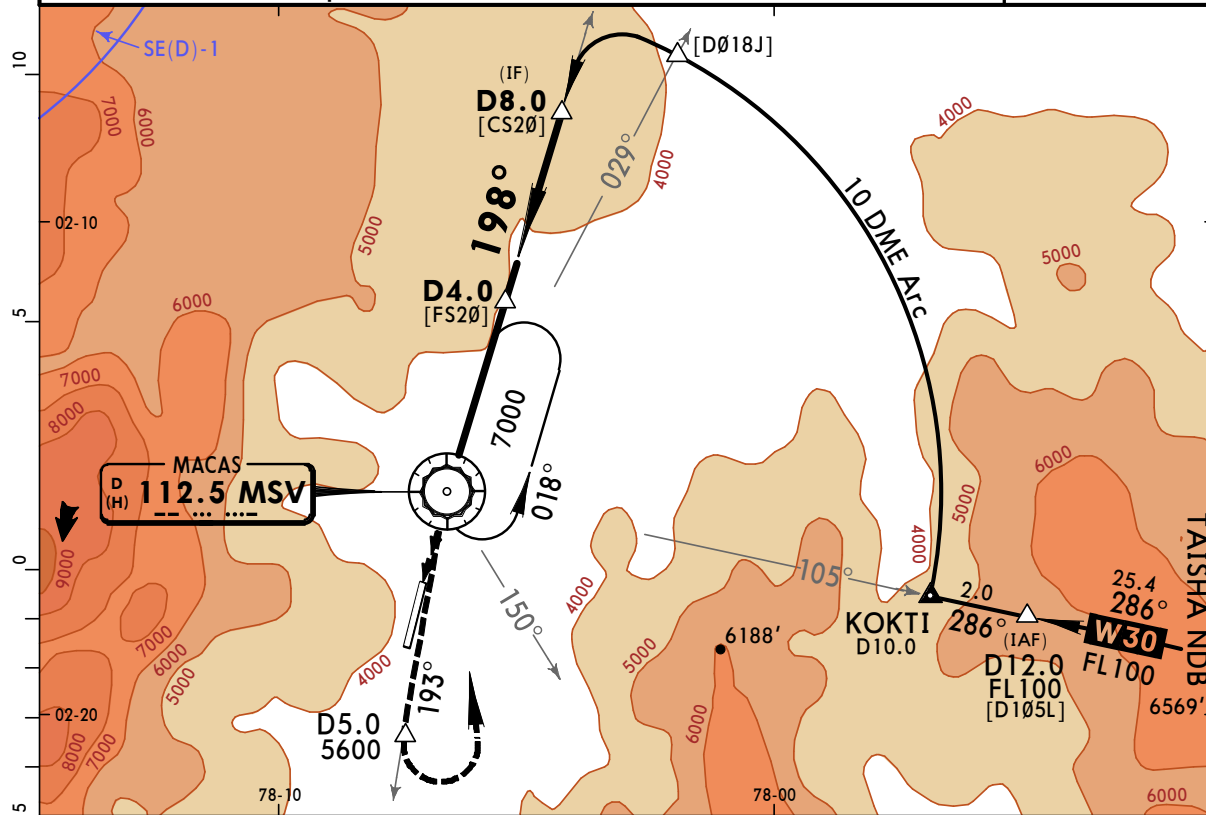 SE(D)-1
[DØ18J]
(IF)
D8.0
[CS2Ø]
10
7000
6000
4000
029°
4000
198°
10 DME Arc
02-10
5000
5000
D4.0
[FS2Ø]
5
6000
7000
8000
7000
018°
MACAS
D
(H)
112.5 MSV
6000
5000
4000
TAISHA NDB
0
9000
105°
2.0
25.4
286°
286°
W30
FL100
KOKTI
D10.0
(IAF)
D12.0
FL100
[D1Ø5L]
4000
150°
6188'
5000
7000
6000
5000
4000
193°
D5.0
5600
6569'
6000
02-20
8000
7000
5
78-10
78-00
6000